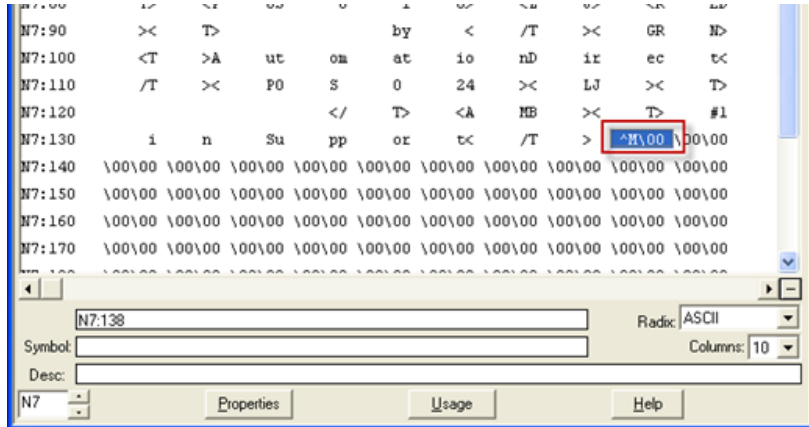 N7:90 >< T> by < /T >< GR N>
N7:100 <T >A ut om at io nD ir ec t<
N7:110 /T >< P0 S 0 24 >< LJ >< T>
N7:120 </ T> <A MB >< T> #1
N7:130 i n Su pp or t< /T > ^M\00 \00\00
N7:140 \00\00 \00\00 \00\00 \00\00 \00\00 \00\00 \00\00 \00\00 \00\00 \00\00
N7:150 \00\00 \00\00 \00\00 \00\00 \00\00 \00\00 \00\00 \00\00 \00\00 \00\00
N7:160 \00\00 \00\00 \00\00 \00\00 \00\00 \00\00 \00\00 \00\00 \00\00 \00\00
N7:170 \00\00 \00\00 \00\00 \00\00 \00\00 \00\00 \00\00 \00\00 \00\00 \00\00
N7:138 Radix: ASCII
Symbol: Columns: 10
Desc:
N7 Properties Usage Help